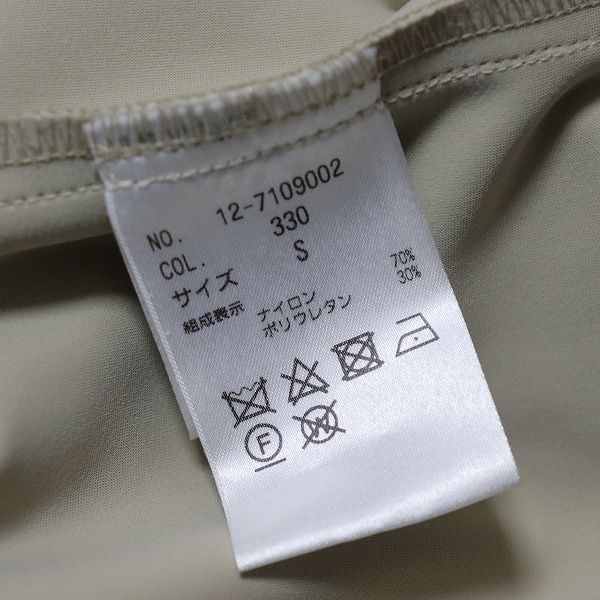 NO. 12-7109002
COL. 330
サイズ S
組成表示 ナイロン 70%
ポリウレタン 30%
F W